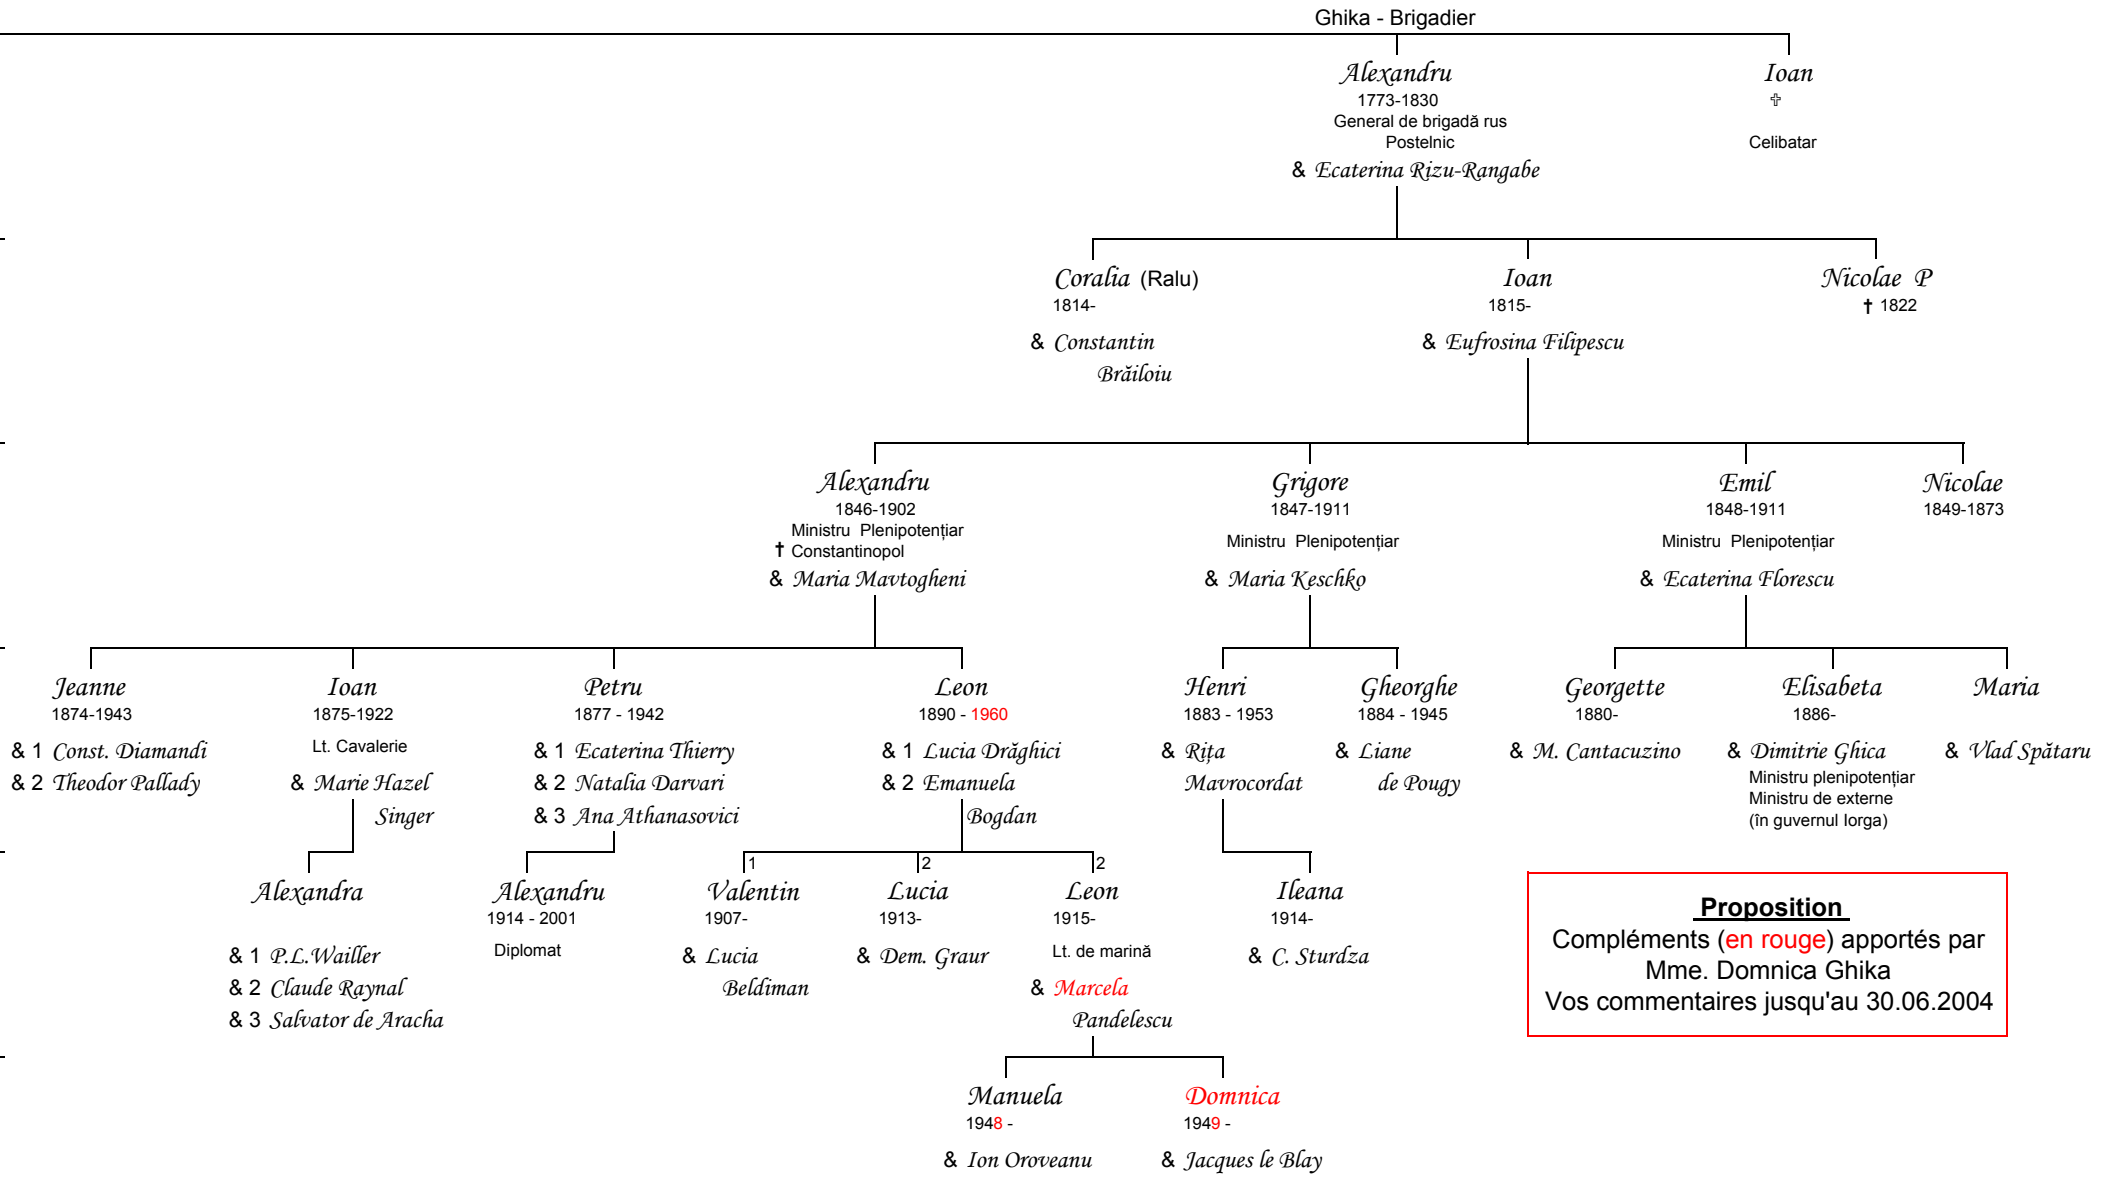 Ghika - Brigadier
Alexandru
1773-1830
General de brigadă rus
Postelnic
& Ecaterina Rizu-Rangabe
Ioan
✞
Celibatar
Coralia (Ralu)
1814-
& Constantin
Brăiloiu
Ioan
1815-
& Eufrosina Filipescu
Nicolae P
† 1822
Alexandru
1846-1902
Ministru Plenipotențiar
† Constantinopol
& Maria Mavtogheni
Grigore
1847-1911
Ministru Plenipotențiar
& Maria Keschko
Emil
1848-1911
Ministru Plenipotențiar
& Ecaterina Florescu
Nicolae
1849-1873
Jeanne
1874-1943
& 1 Const. Diamandi
& 2 Theodor Pallady
Ioan
1875-1922
Lt. Cavalerie
& Marie Hazel
Singer
Petru
1877 - 1942
& 1 Ecaterina Thierry
& 2 Natalia Darvari
& 3 Ana Athanasovici
Leon
1890 - 1960
& 1 Lucia Drăghici
& 2 Emanuela
Bogdan
Henri
1883 - 1953
& Rița
Mavrocordat
Gheorghe
1884 - 1945
& Liane
de Pougy
Georgette
1880-
& M. Cantacuzino
Elisabeta
1886-
& Dimitrie Ghica
Ministru plenipotențiar
Ministru de externe
(în guvernul Iorga)
Maria
& Vlad Spătaru
Alexandra
& 1 P.L.Wailler
& 2 Claude Raynal
& 3 Salvator de Aracha
Alexandru
1914 - 2001
Diplomat
1
Valentin
1907-
& Lucia
Beldiman
2
Lucia
1913-
& Dem. Graur
2
Leon
1915-
Lt. de marină
& Marcela
Pandelescu
Ileana
1914-
& C. Sturdza
Proposition
Compléments (en rouge) apportés par
Mme. Domnica Ghika
Vos commentaires jusqu'au 30.06.2004
Manuela
1948 -
& Ion Oroveanu
Domnica
1949 -
& Jacques le Blay